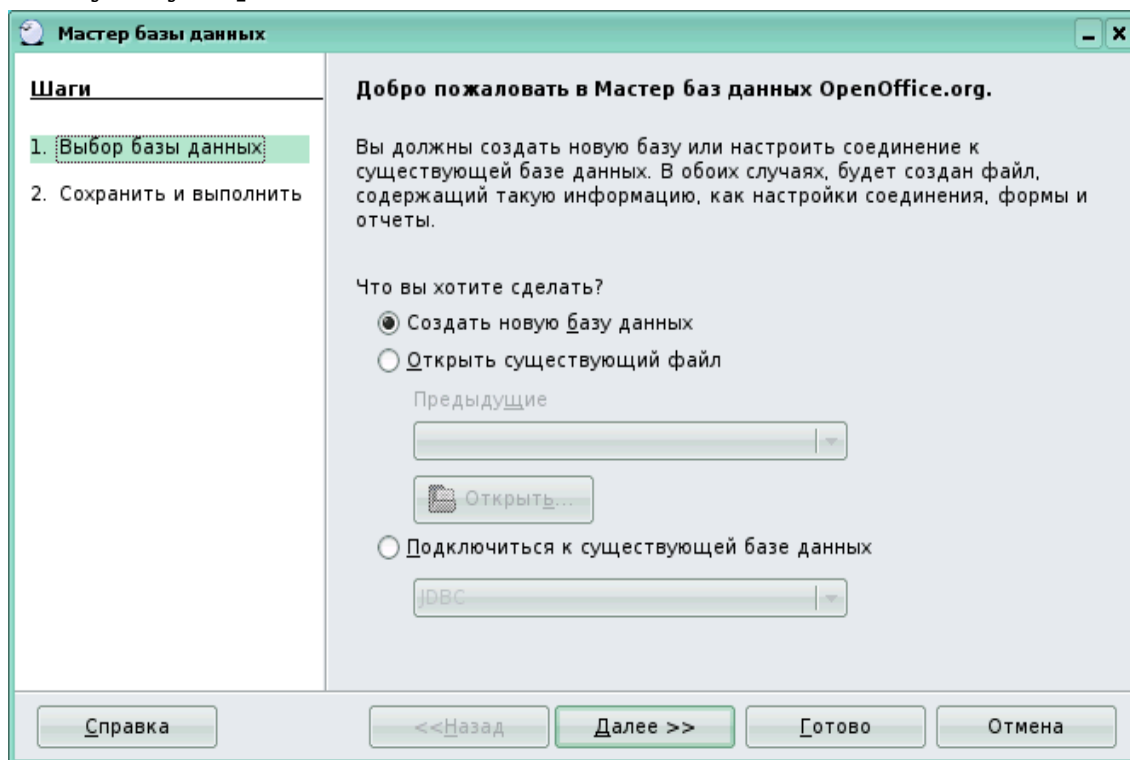 Мастер базы данных
Шаги
1. Выбор базы данных
2. Сохранить и выполнить
Добро пожаловать в Мастер баз данных OpenOffice.org.
Вы должны создать новую базу или настроить соединение к
существующей базе данных. В обоих случаях, будет создан файл,
содержащий такую информацию, как настройки соединения, формы и
отчеты.
Что вы хотите сделать?
Создать новую базу данных
Открыть существующий файл
Предыдущие
Открыть...
Подключиться к существующей базе данных
JDBC
Справка
<<Назад
Далее >>
Готово
Отмена